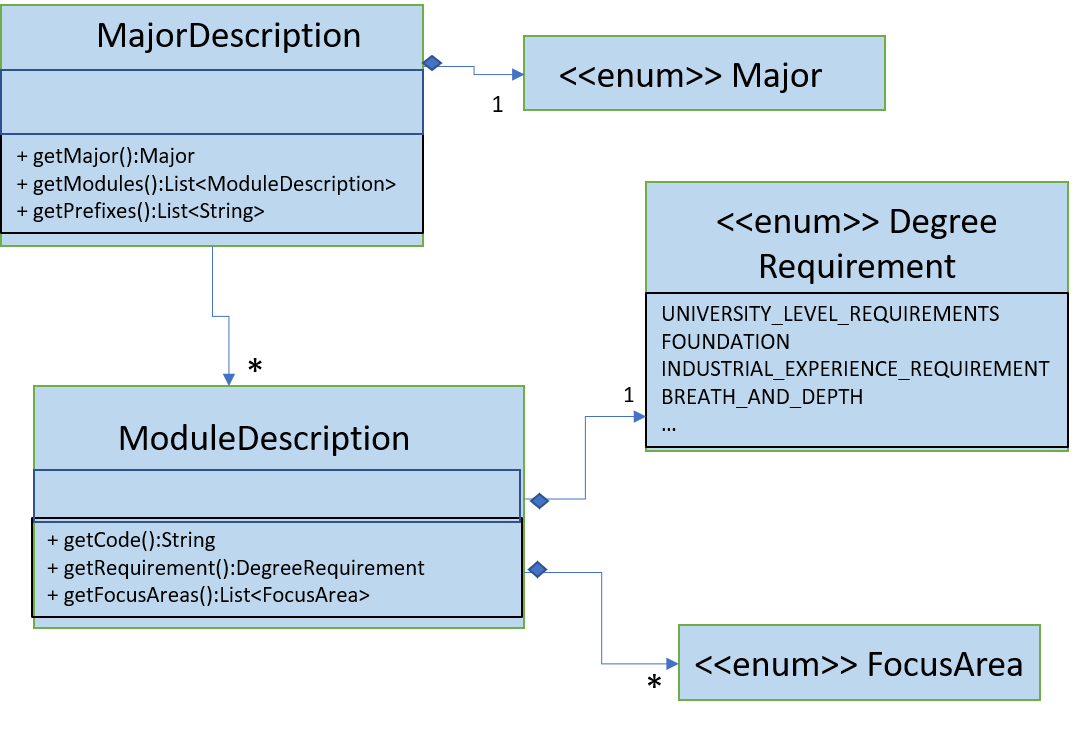 MajorDescription
<<enum>> Major
1
+ getMajor():Major
+ getModules():List<ModuleDescription>
+ getPrefixes():List<String>
<<enum>> Degree
Requirement
UNIVERSITY_LEVEL_REQUIREMENTS
FOUNDATION
INDUSTRIAL_EXPERIENCE_REQUIREMENT
BREATH_AND_DEPTH
...
*
1
ModuleDescription
+ getCode():String
+ getRequirement():DegreeRequirement
+ getFocusAreas():List<FocusArea>
<<enum>> FocusArea
*